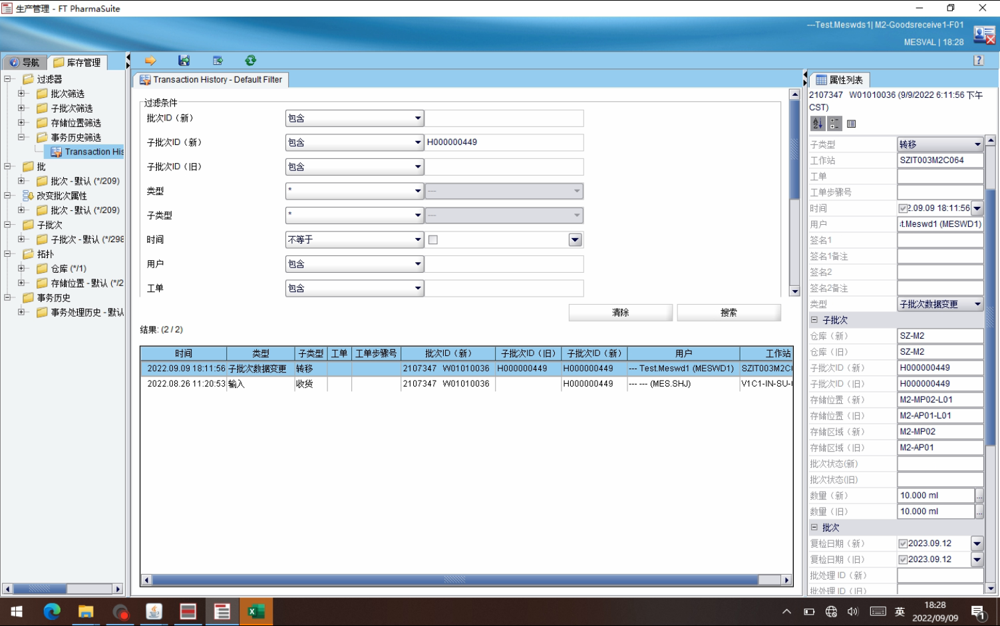 生产管理 - FT PharmaSuite
---Test.Meswds1| M2-Goodsreceive1-F01
MESVAL | 18:28
导航
库存管理
过滤器
批次筛选
子批次筛选
存储位置筛选
事务历史筛选
Transaction His
批
批次 - 默认 (*/209)
改变批次属性
批次 - 默认 (*/209)
子批次
子批次 - 默认 (*/298
拓扑
仓库 (*/1)
存储位置 - 默认 (*/2
事务历史
事务处理历史 - 默认
Transaction History - Default Filter
过滤条件
批次ID（新） 包含
子批次ID（新） 包含 H000000449
子批次ID（旧） 包含
类型 * ---
子类型 * ---
时间 不等于
用户 包含
工单 包含
清除 搜索
结果: (2 / 2)
时间 类型 子类型 工单 工单步骤号 批次ID（新） 子批次ID（旧） 子批次ID（新） 用户 工作站
2022.09.09 18:11:56 子批次数据变更 转移 2107347 W01010036 H000000449 H000000449 --- Test.Meswd1 (MESWD1) SZIT003M2C
2022.08.26 11:20:53 输入 收货 2107347 W01010036 H000000449 --- --- (MES.SHJ) V1C1-IN-SU-
属性列表
2107347 W01010036 (9/9/2022 6:11:56 下午
CST)
子类型 转移
工作站 SZIT003M2C064
工单
工单步骤号
时间 2.09.09 18:11:56
用户 t.Meswd1 (MESWD1)
签名1
签名1备注
签名2
签名2备注
类型 子批次数据变更
子批次
仓库（新） SZ-M2
仓库（旧） SZ-M2
子批次ID（新） H000000449
子批次ID（旧） H000000449
存储位置（新） M2-MP02-L01
存储位置（旧） M2-AP01-L01
存储区域（新） M2-MP02
存储区域（旧） M2-AP01
批次状态(新)
批次状态(旧)
数量（新） 10.000 ml ...
数量（旧） 10.000 ml ...
批次
复检日期（新） 2023.09.12
复检日期（旧） 2023.09.12
批处理 ID（新）
批处理 ID（旧）
英
18:28
2022/09/09
1